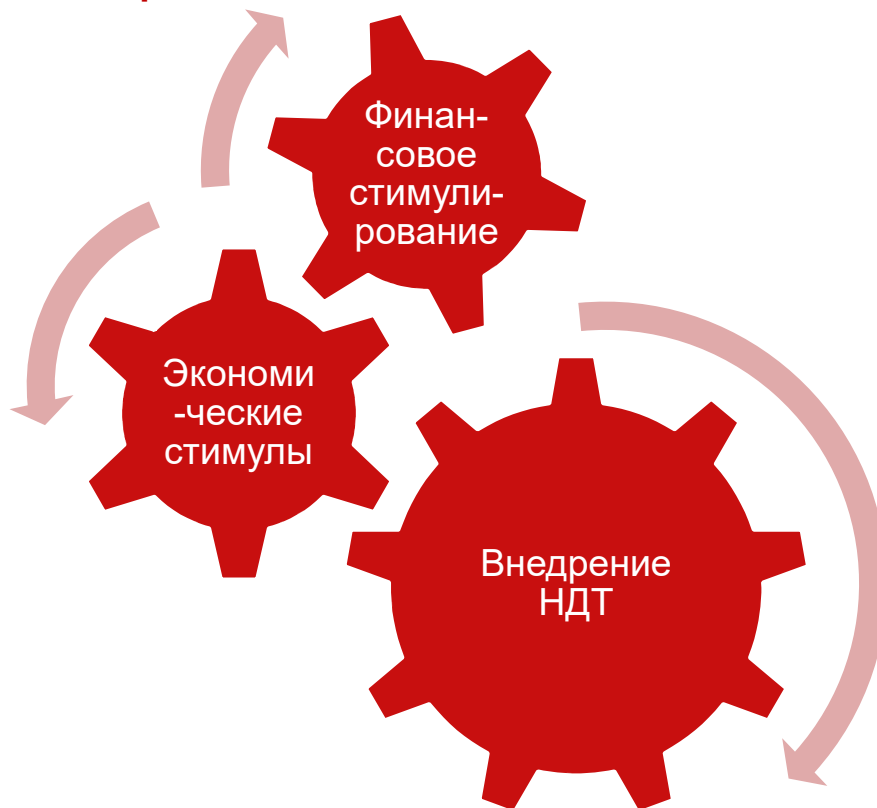 Финан-
совое
стимули-
рование
Экономи
-ческие
стимулы
Внедрение
НДТ